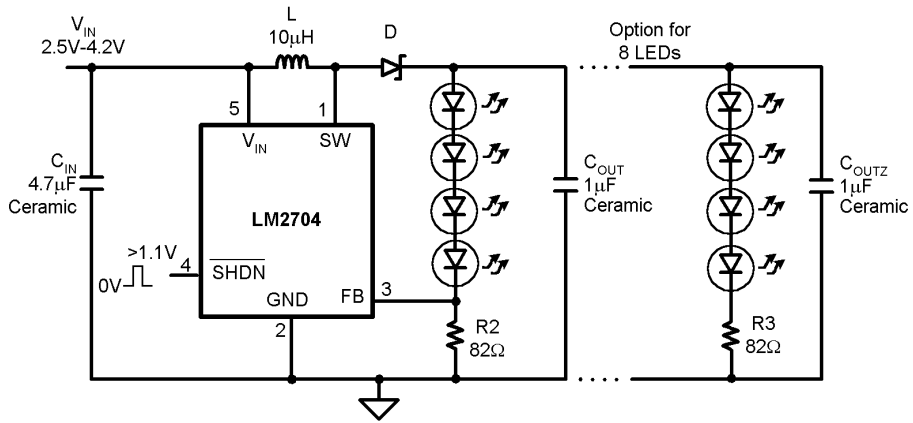 V_IN
2.5V-4.2V
L
10µH
D
Option for
8 LEDs
5
1
V_IN
SW
C_IN
4.7µF
Ceramic
LM2704
C_OUT
1µF
Ceramic
C_OUTZ
1µF
Ceramic
>1.1V
0V
4
SHDN
GND
FB
3
2
R2
82Ω
R3
82Ω